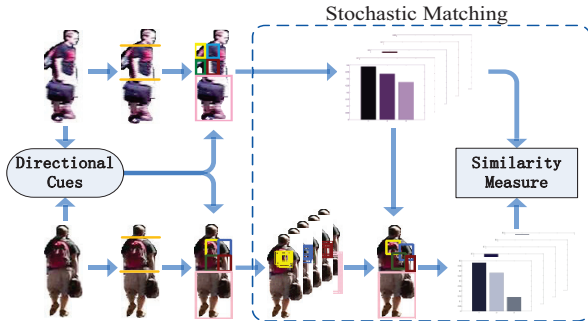 Stochastic Matching
Directional
Cues
Similarity
Measure